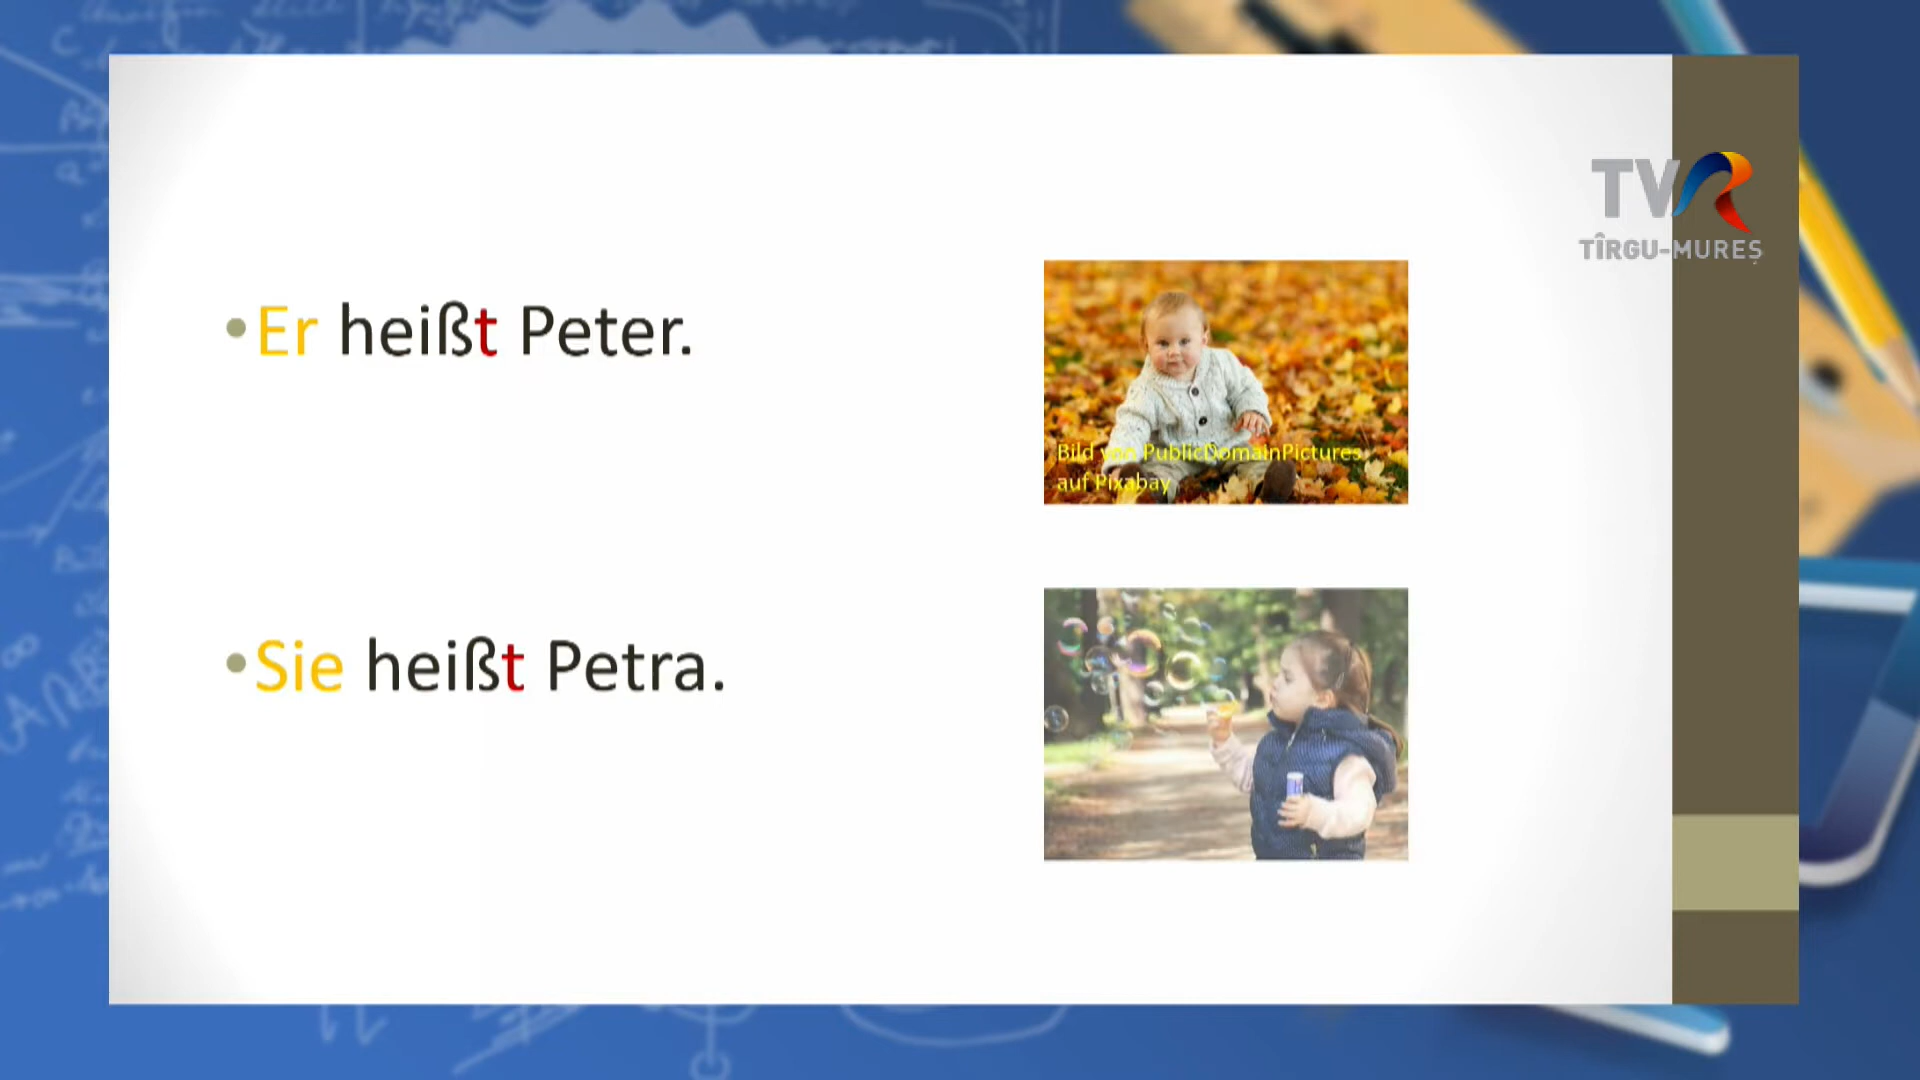 TVR
TÎRGU-MUREȘ
• Er heißt Peter.
Bild von PublicDomainPictures
auf Pixabay
• Sie heißt Petra.